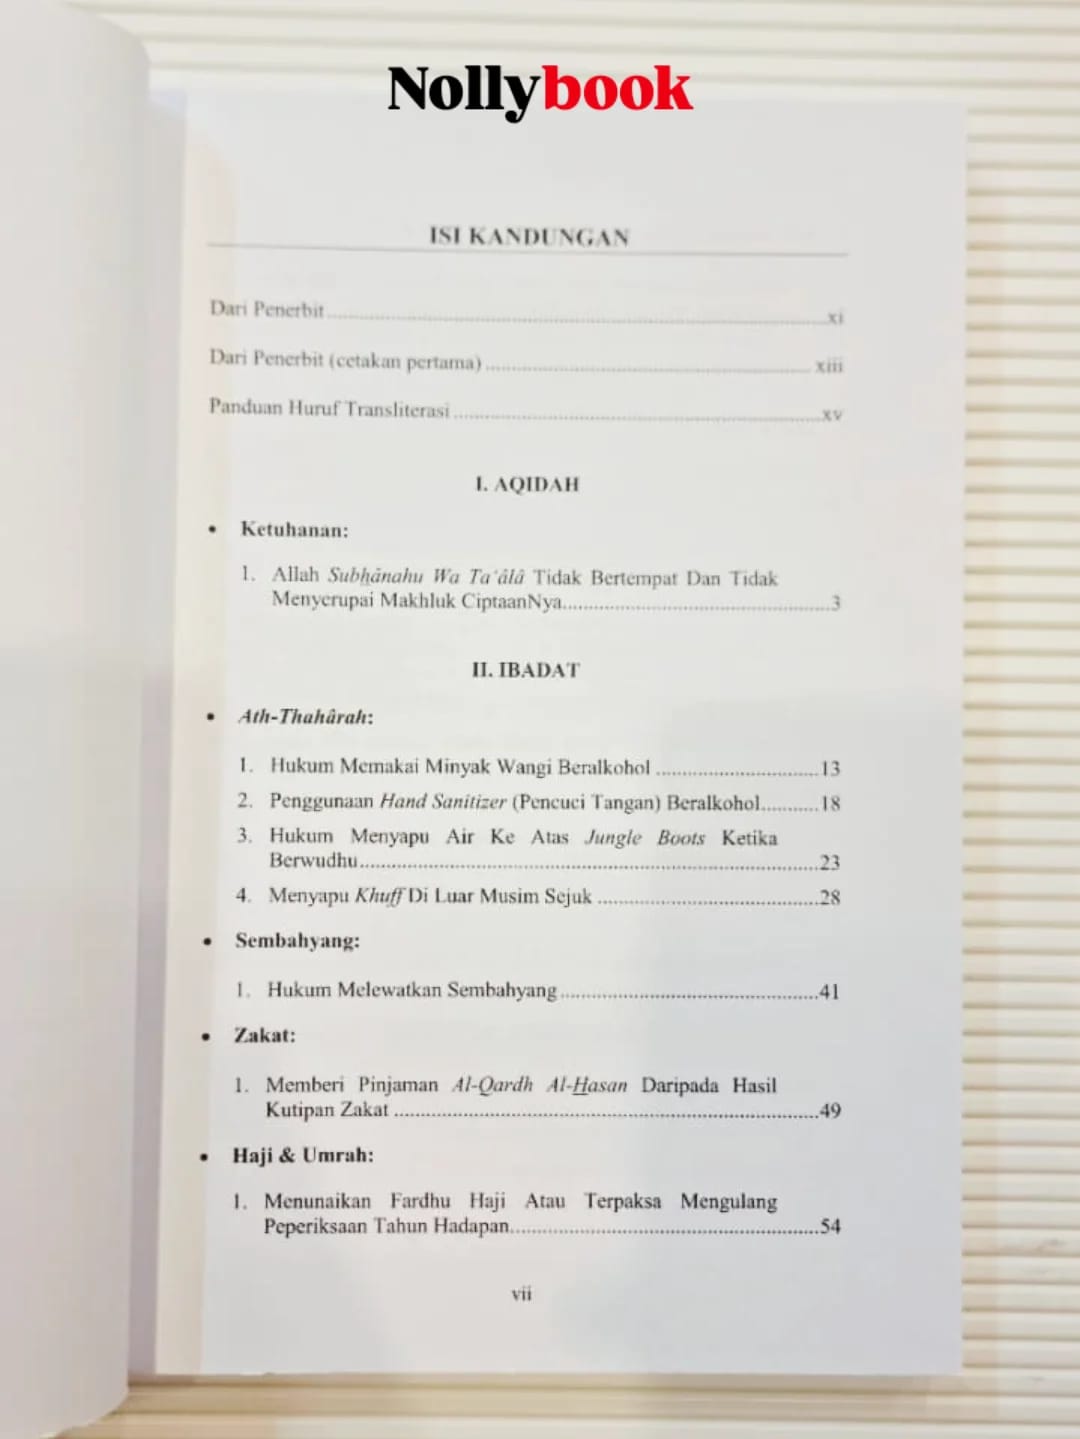 Nollybook
ISI KANDUNGAN
Dari Penerbit ........ xi
Dari Penerbit (cetakan pertama) ........ xiii
Panduan Huruf Transliterasi ........ xv
I. AQIDAH
• Ketuhanan:
1. Allah Subḥânahu Wa Ta'âlâ Tidak Bertempat Dan Tidak
Menyerupai Makhluk CiptaanNya ........ 3
II. IBADAT
• Ath-Thahârah:
1. Hukum Memakai Minyak Wangi Beralkohol ........ 13
2. Penggunaan Hand Sanitizer (Pencuci Tangan) Beralkohol ........ 18
3. Hukum Menyapu Air Ke Atas Jungle Boots Ketika
Berwudhu ........ 23
4. Menyapu Khuff Di Luar Musim Sejuk ........ 28
• Sembahyang:
1. Hukum Melewatkan Sembahyang ........ 41
• Zakat:
1. Memberi Pinjaman Al-Qardh Al-Hasan Daripada Hasil
Kutipan Zakat ........ 49
• Haji & Umrah:
1. Menunaikan Fardhu Haji Atau Terpaksa Mengulang
Peperiksaan Tahun Hadapan ........ 54
vii